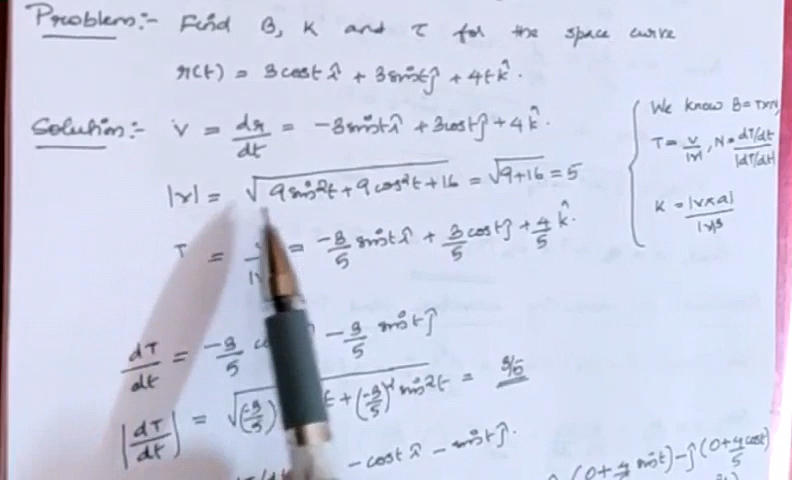 Problem:- Find B, K and τ for the space curve
r(t) = 3cost î + 3sint ĵ + 4t k̂.
Solution:- V = dr/dt = -3sint î + 3cost ĵ + 4 k̂.
|v| = √(9sin²t + 9cos²t + 16) = √(9+16) = 5
T = = -3/5 sint î + 3/5 cost ĵ + 4/5 k̂.
dT/dt = -3/5 - 3/5 sint ĵ
|dT/dt| = √((-3/5) + (-3/5)² sin²t = 3/5
- cost î - sint ĵ.
(0+4/5 sint) - ĵ (0+4/5 cost)
We know B = T×N,
T = v/|v|, N = dT/dt / |dT/dt|
K = |v×a| / |v|³